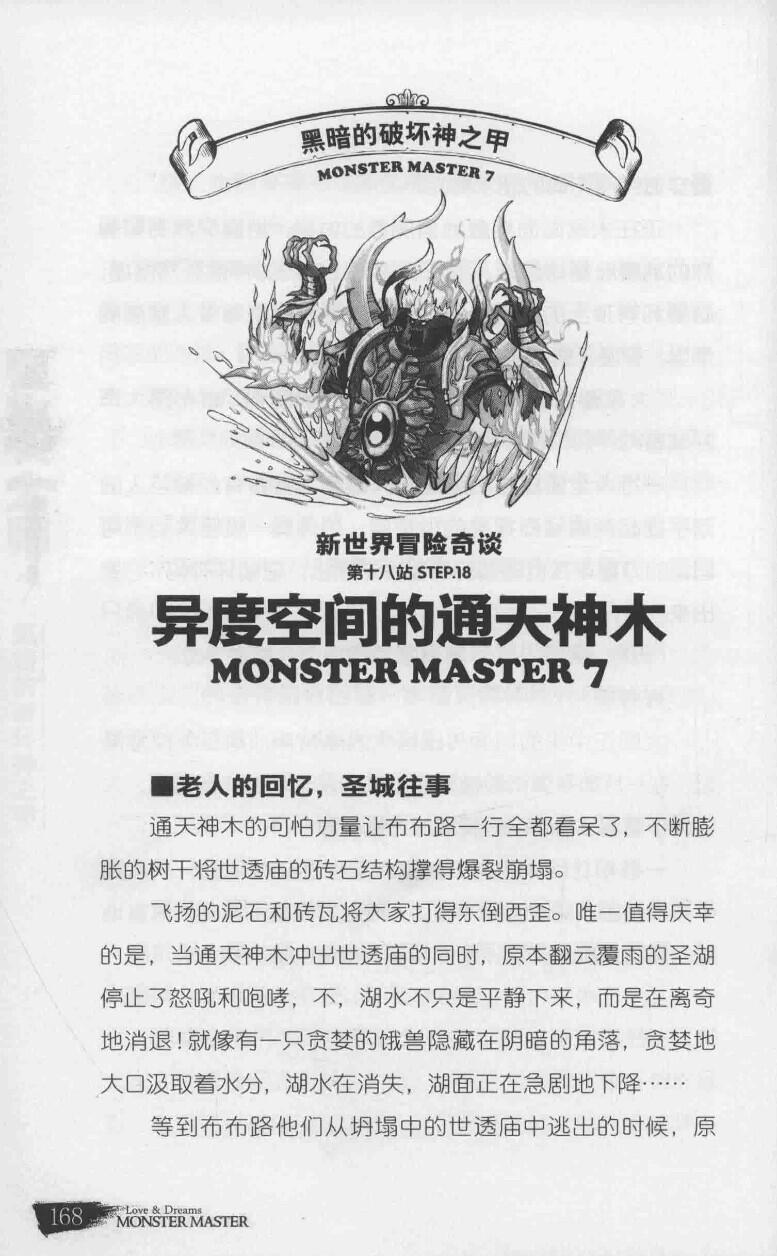 黑暗的破坏神之甲
MONSTER MASTER 7
新世界冒险奇谈
第十八站 STEP.18
异度空间的通天神木
MONSTER MASTER 7
■老人的回忆，圣城往事
通天神木的可怕力量让布布路一行全都看呆了，不断膨
胀的树干将世透庙的砖石结构撑得爆裂崩塌。
飞扬的泥石和砖瓦将大家打得东倒西歪。唯一值得庆幸
的是，当通天神木冲出世透庙的同时，原本翻云覆雨的圣湖
停止了怒吼和咆哮，不，湖水不只是平静下来，而是在离奇
地消退！就像有一只贪婪的饿兽隐藏在阴暗的角落，贪婪地
大口汲取着水分，湖水在消失，湖面正在急剧地下降……
等到布布路他们从坍塌中的世透庙中逃出的时候，原
168
Love & Dreams
MONSTER MASTER